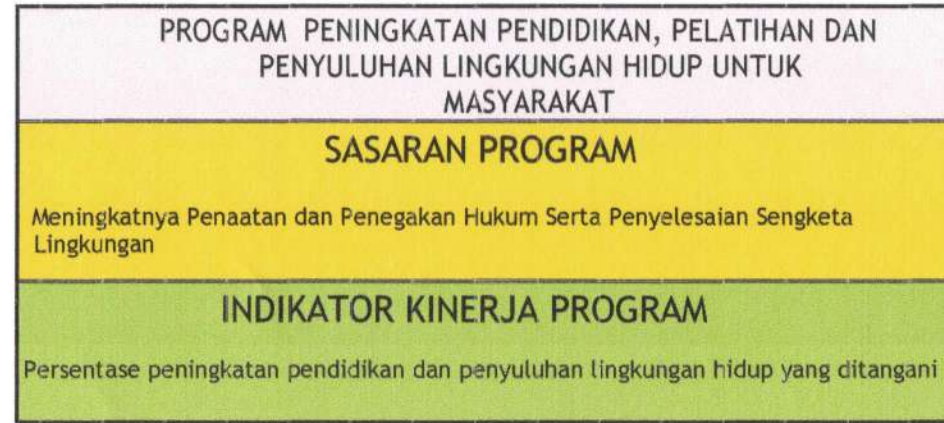 PROGRAM PENINGKATAN PENDIDIKAN, PELATIHAN DAN
PENYULUHAN LINGKUNGAN HIDUP UNTUK
MASYARAKAT
SASARAN PROGRAM
Meningkatnya Penaatan dan Penegakan Hukum Serta Penyelesaian Sengketa
Lingkungan
INDIKATOR KINERJA PROGRAM
Persentase peningkatan pendidikan dan penyuluhan lingkungan hidup yang ditangani